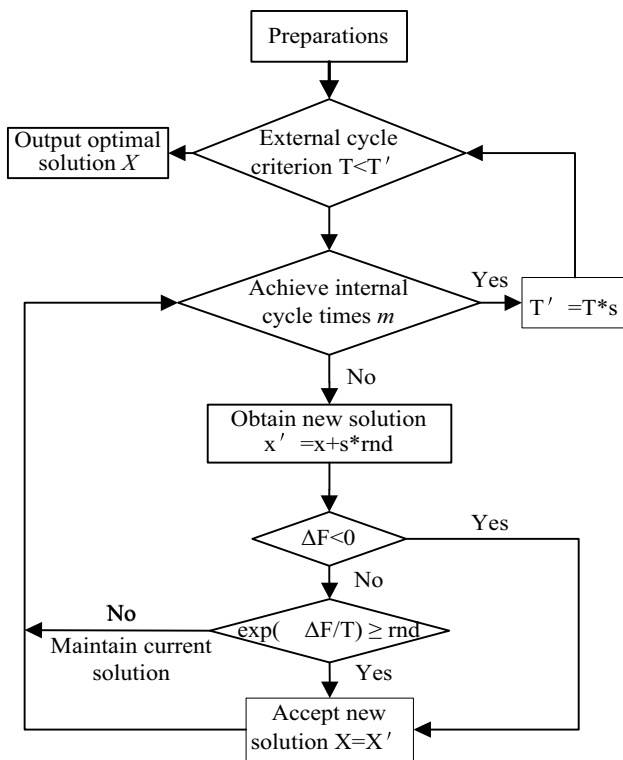 Preparations
External cycle
criterion T<T′
Output optimal
solution X
Achieve internal
cycle times m
Yes
T′ =T*s
No
Obtain new solution
x′ =x+s*rnd
ΔF<0
Yes
No
exp( ΔF/T) ≥ rnd
No
Maintain current
solution
Yes
Accept new
solution X=X′